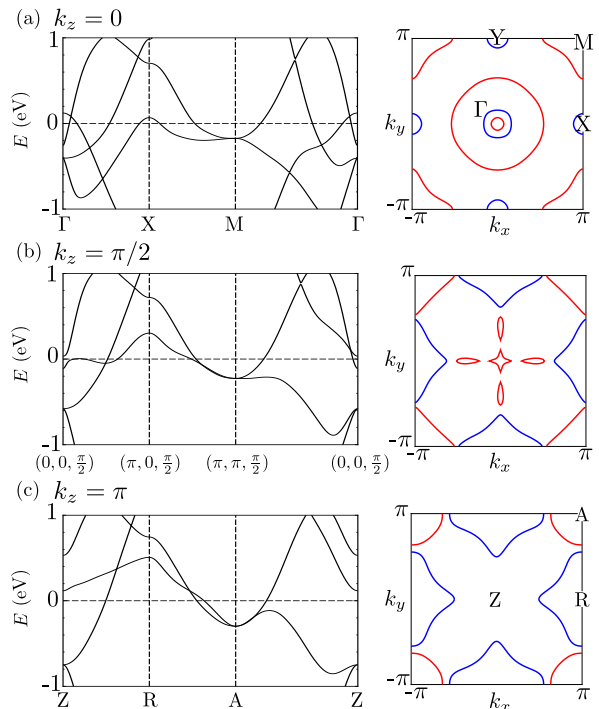 (a) k_z = 0
1
E (eV)
0
-1
Γ X M Γ
π
Y
M
Γ
k_y
X
-π
-π
k_x
π
(b) k_z = π/2
1
E (eV)
0
-1
(0, 0, π/2) (π, 0, π/2) (π, π, π/2) (0, 0, π/2)
π
k_y
-π
-π
k_x
π
(c) k_z = π
1
E (eV)
0
-1
Z R A Z
π
A
k_y
Z
R
-π
-π
k_x
π